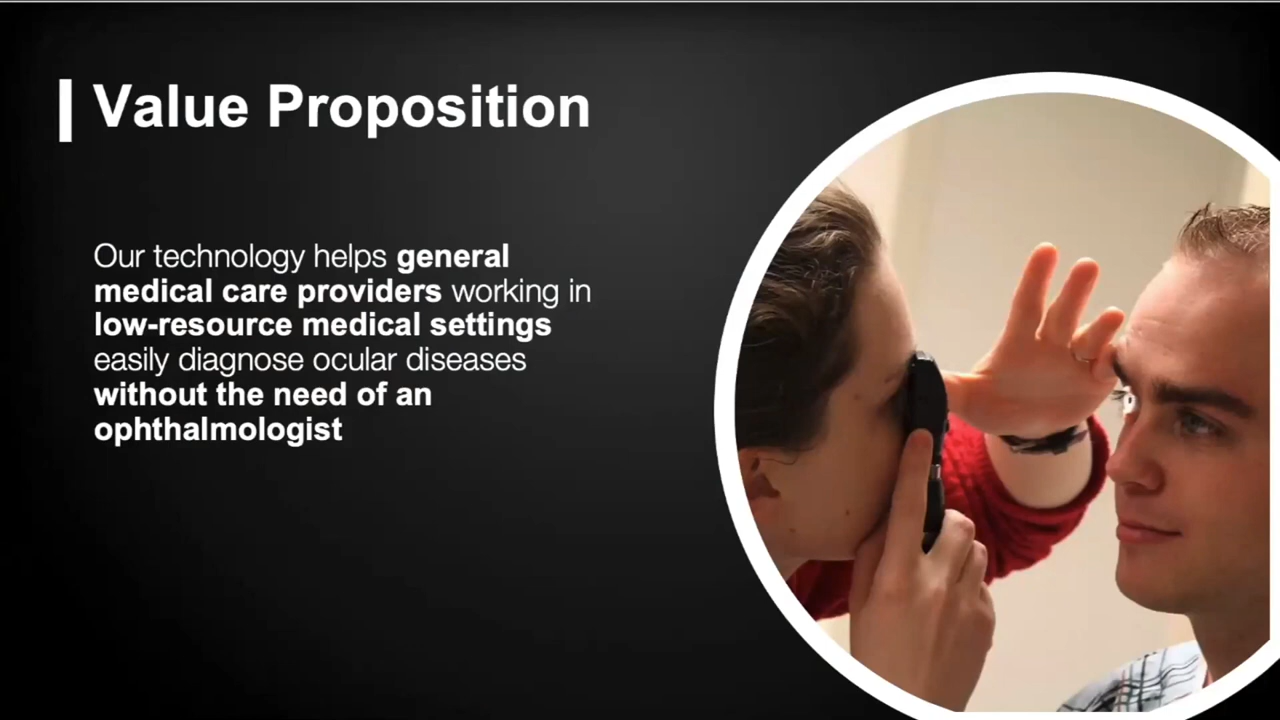 Value Proposition
Our technology helps general
medical care providers working in
low-resource medical settings
easily diagnose ocular diseases
without the need of an
ophthalmologist